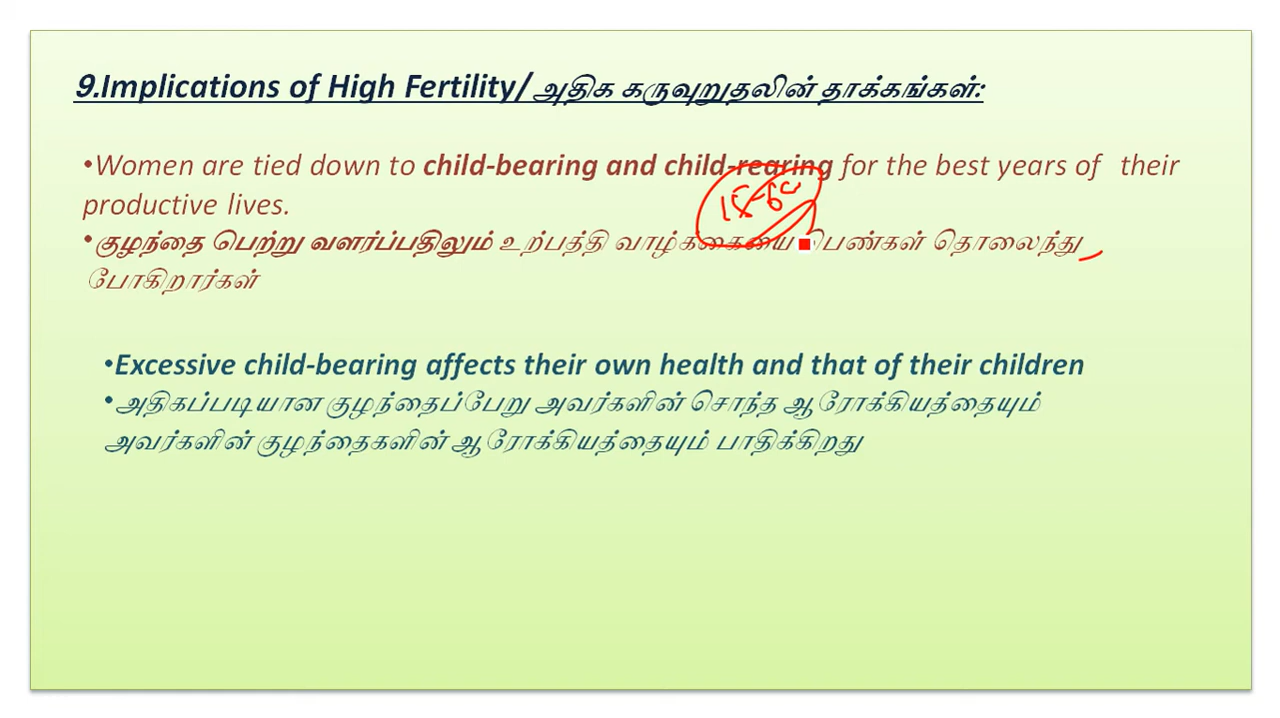 9.Implications of High Fertility/ அதிக கருவுறுதலின் தாக்கங்கள்:
•Women are tied down to child-bearing and child-rearing for the best years of their
productive lives.
15-60
•குழந்தை பெற்று வளர்ப்பதிலும் உற்பத்தி வாழ்க்கையை பெண்கள் தொலைந்து
போகிறார்கள்
•Excessive child-bearing affects their own health and that of their children
•அதிகப்படியான குழந்தைப்பேறு அவர்களின் சொந்த ஆரோக்கியத்தையும்
அவர்களின் குழந்தைகளின் ஆரோக்கியத்தையும் பாதிக்கிறது